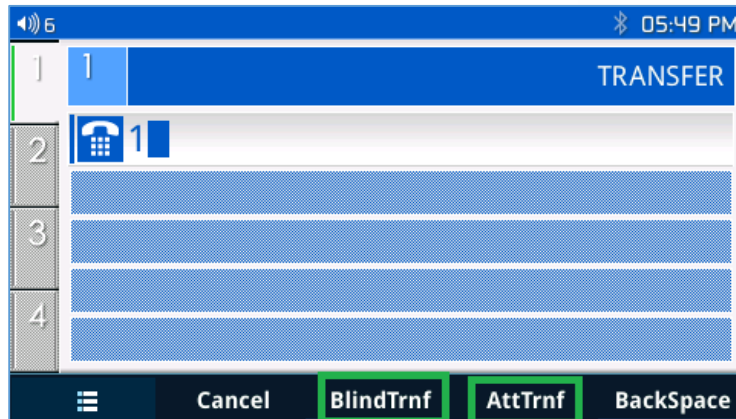 6 05:49 PM
1 1 TRANSFER
2 1
3
4
Cancel BlindTrnf AttTrnf BackSpace